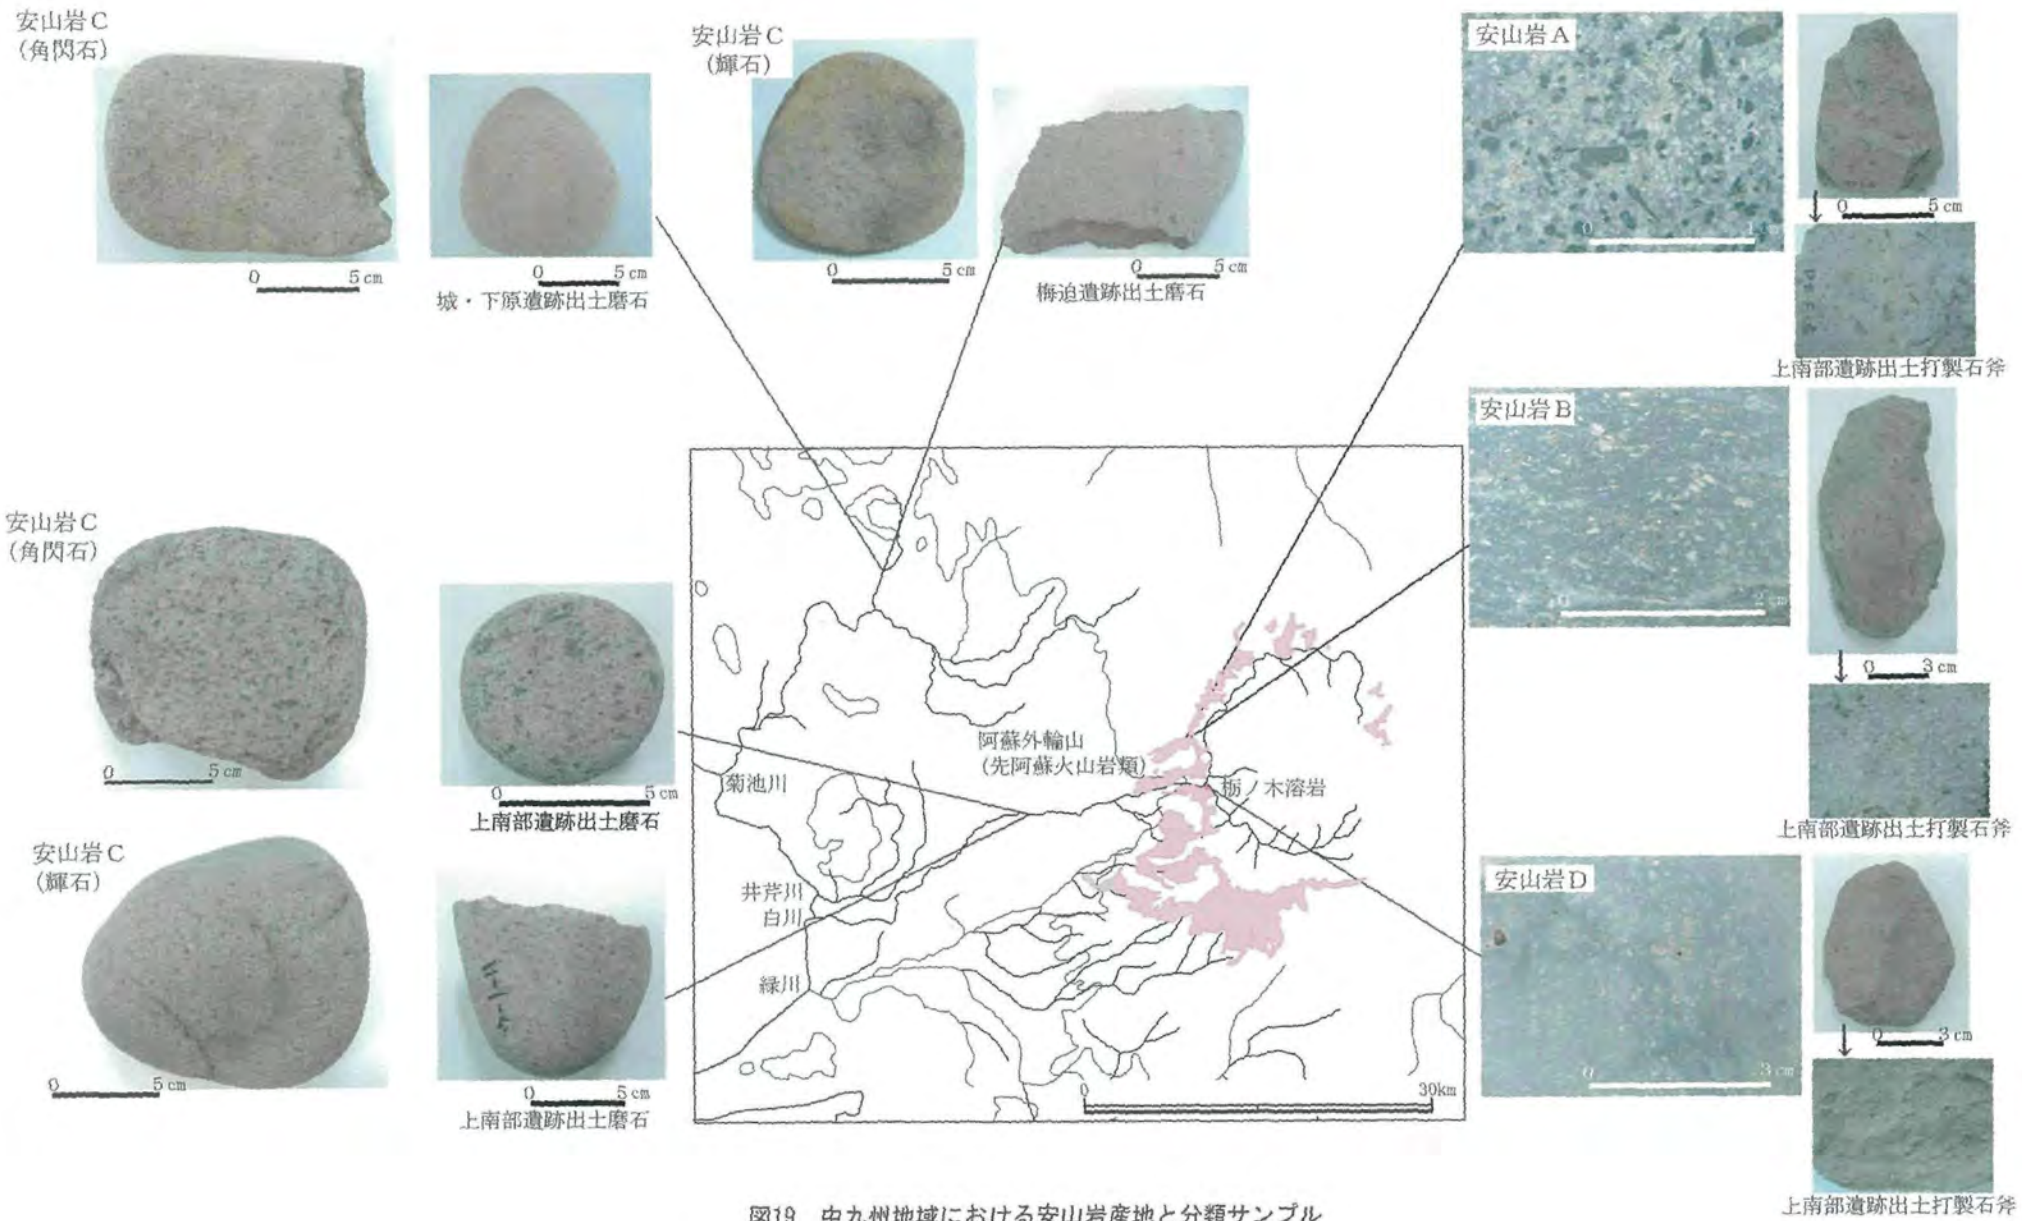 安山岩C
(角閃石)
0 5cm
0 5cm
城・下原遺跡出土磨石
安山岩C
(輝石)
0 5cm
0 5cm
梅迫遺跡出土磨石
安山岩A
0 1
0 5cm
上南部遺跡出土打製石斧
安山岩B
0 2cm
0 3cm
上南部遺跡出土打製石斧
安山岩C
(角閃石)
0 5cm
0 5cm
上南部遺跡出土磨石
安山岩C
(輝石)
0 5cm
0 5cm
上南部遺跡出土磨石
阿蘇外輪山
(先阿蘇火山岩類)
菊池川
栃ノ木溶岩
井芹川
白川
緑川
0 30km
安山岩D
0 3cm
0 3cm
上南部遺跡出土打製石斧
図19 中九州地域における安山岩産地と分類サンプル